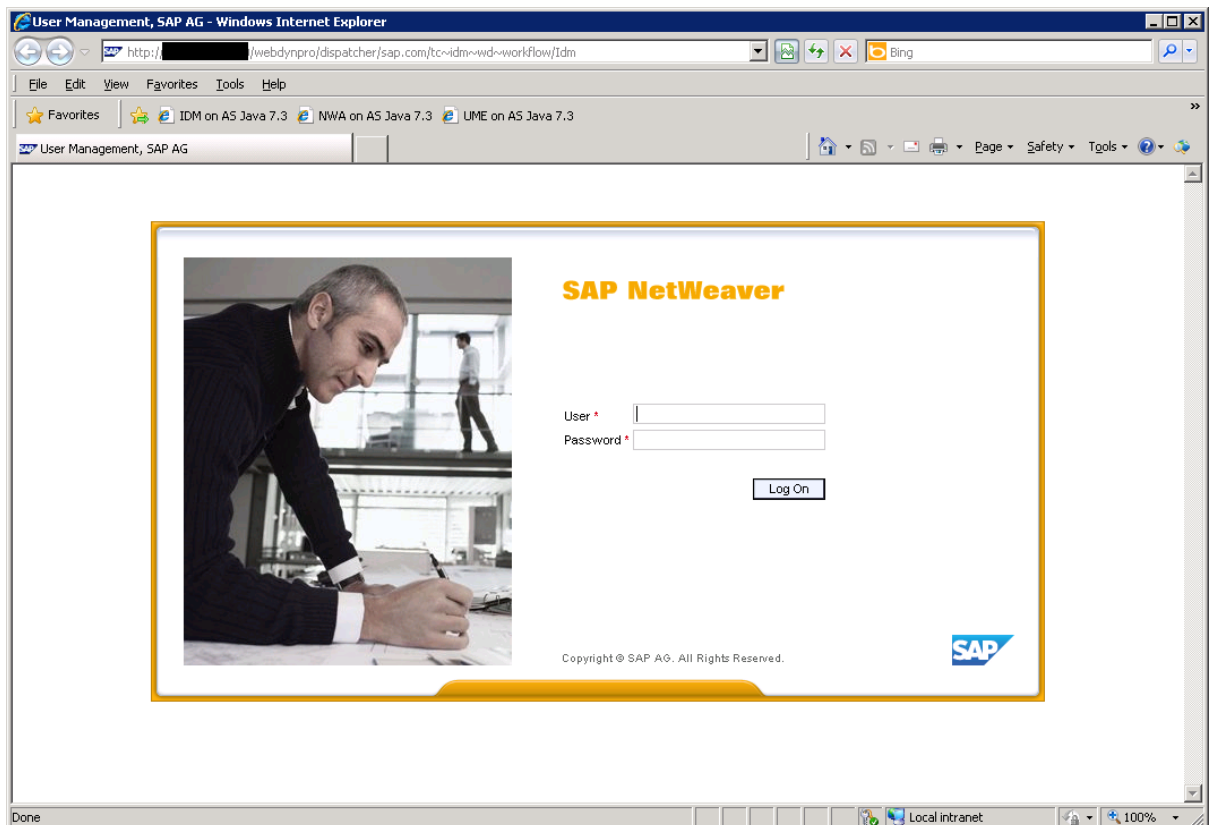 User Management, SAP AG - Windows Internet Explorer
SAP http:/ /webdynpro/dispatcher/sap.com/tc~idm~wd~workflow/Idm Bing
File Edit View Favorites Tools Help
Favorites IDM on AS Java 7.3 NWA on AS Java 7.3 UME on AS Java 7.3 »
SAP User Management, SAP AG Page Safety Tools
SAP NetWeaver
User *
Password *
Log On
Copyright © SAP AG. All Rights Reserved.
SAP
Done Local intranet 100%